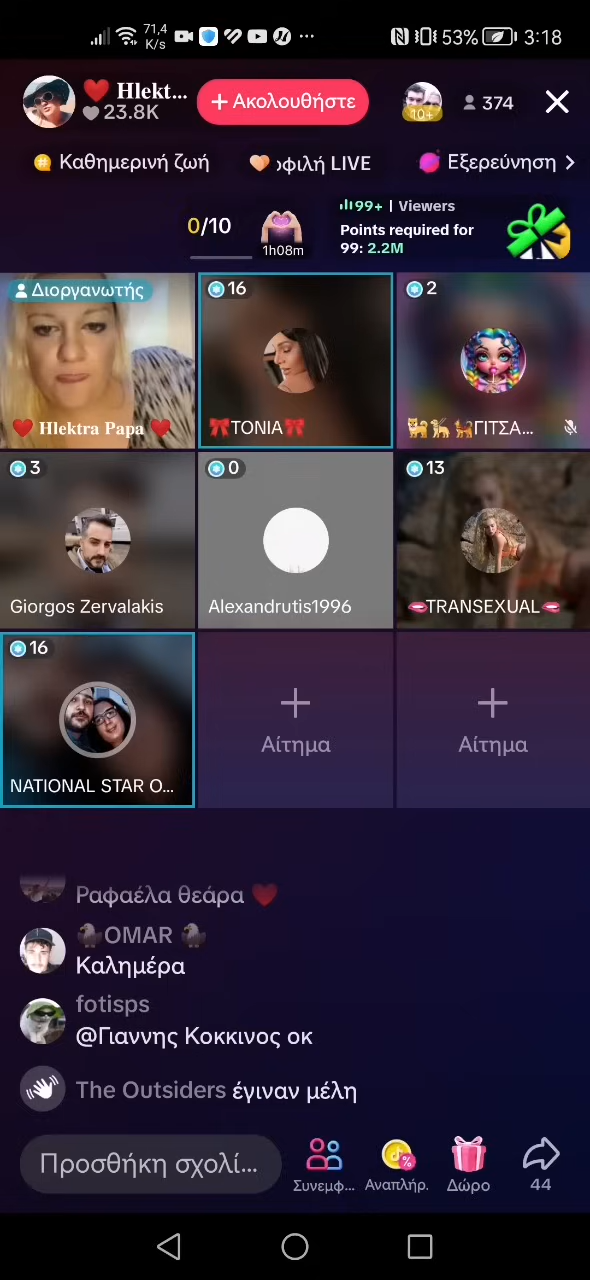 71,4
K/s
53%
3:18
❤️ Hlekt...
23.8K
+ Ακολουθήστε
10+
374
Καθημερινή ζωή
οφιλή LIVE
Εξερεύνηση
0/10
1h08m
99+ | Viewers
Points required for
99: 2.2M
Διοργανωτής
❤️ Hlektra Papa ❤️
16
🎀TONIA🎀
2
🐕🐕‍🦺🐈ΓΙΤΣΑ...
3
Giorgos Zervalakis
0
Alexandrutis1996
13
🫦TRANSEXUAL🫦
16
NATIONAL STAR O...
Αίτημα
Αίτημα
Ραφαέλα θεάρα ❤️
🦅OMAR 🦅
Καλημέρα
fotisps
@Γιαννης Κοκκινος οκ
The Outsiders έγιναν μέλη
Προσθήκη σχολί...
Συνεμφ...
Αναπλήρ.
Δώρο
44